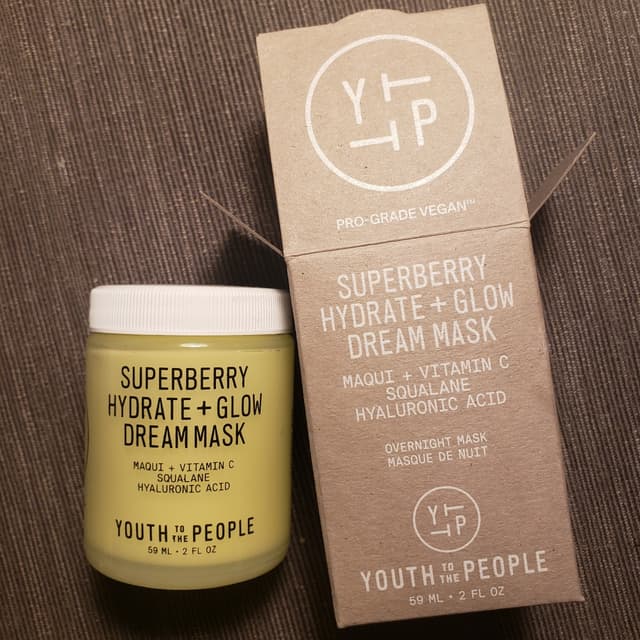 SUPERBERRY
HYDRATE + GLOW
DREAM MASK
MAQUI + VITAMIN C
SQUALANE
HYALURONIC ACID
YOUTH TO THE PEOPLE
59 ML • 2 FL OZ
YTTP
PRO-GRADE VEGAN™
SUPERBERRY
HYDRATE + GLOW
DREAM MASK
MAQUI + VITAMIN C
SQUALANE
HYALURONIC ACID
OVERNIGHT MASK
MASQUE DE NUIT
YTTP
YOUTH TO THE PEOPLE
59 ML • 2 FL OZ